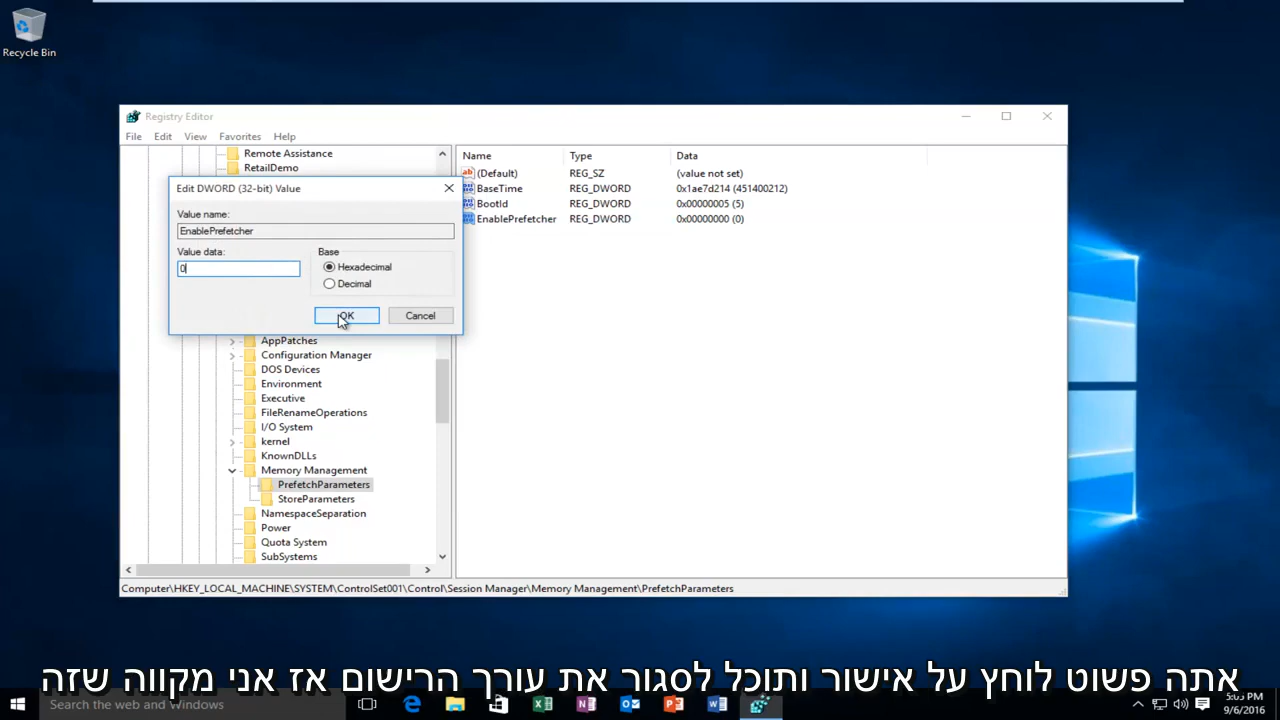 Recycle Bin
Registry Editor
File Edit View Favorites Help
Remote Assistance
RetailDemo
Edit DWORD (32-bit) Value
Value name:
EnablePrefetcher
Value data:
0
Base
Hexadecimal
Decimal
OK Cancel
AppPatches
Configuration Manager
DOS Devices
Environment
Executive
FileRenameOperations
I/O System
kernel
KnownDLLs
Memory Management
PrefetchParameters
StoreParameters
NamespaceSeparation
Power
Quota System
SubSystems
Name Type Data
(Default) REG_SZ (value not set)
BaseTime REG_DWORD 0x1ae7d214 (451400212)
BootId REG_DWORD 0x00000005 (5)
EnablePrefetcher REG_DWORD 0x00000000 (0)
Computer\HKEY_LOCAL_MACHINE\SYSTEM\ControlSet001\Control\Session Manager\Memory Management\PrefetchParameters
אתה פשוט לוחץ על אישור ותוכל לסגור את עורך הרישום אז אני מקווה שזה
Search the web and Windows
9/6/2016